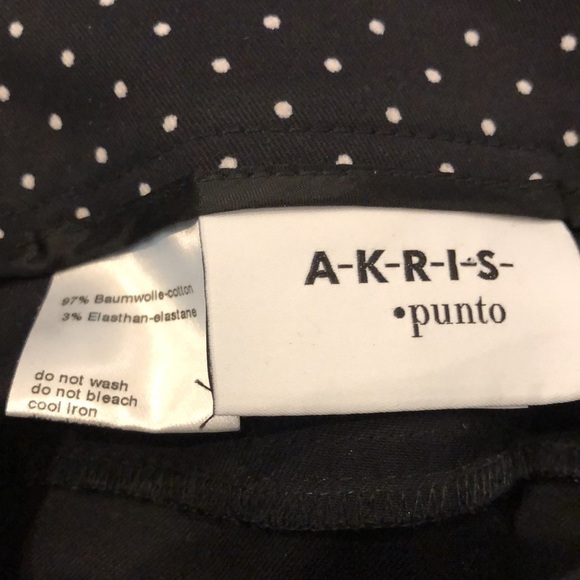 97% Baumwolle-cotton
3% Elasthan-elastane
do not wash
do not bleach
cool iron
A-K-R-I-S-
•punto